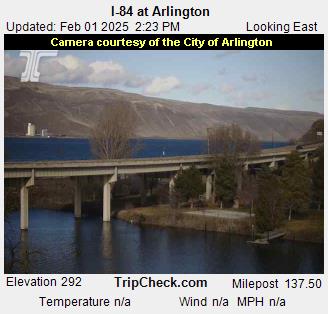 I-84 at Arlington
Updated: Feb 01 2025 2:23 PM Looking East
Camera courtesy of the City of Arlington
Elevation 292 TripCheck.com Milepost 137.50
Temperature n/a Wind n/a MPH n/a